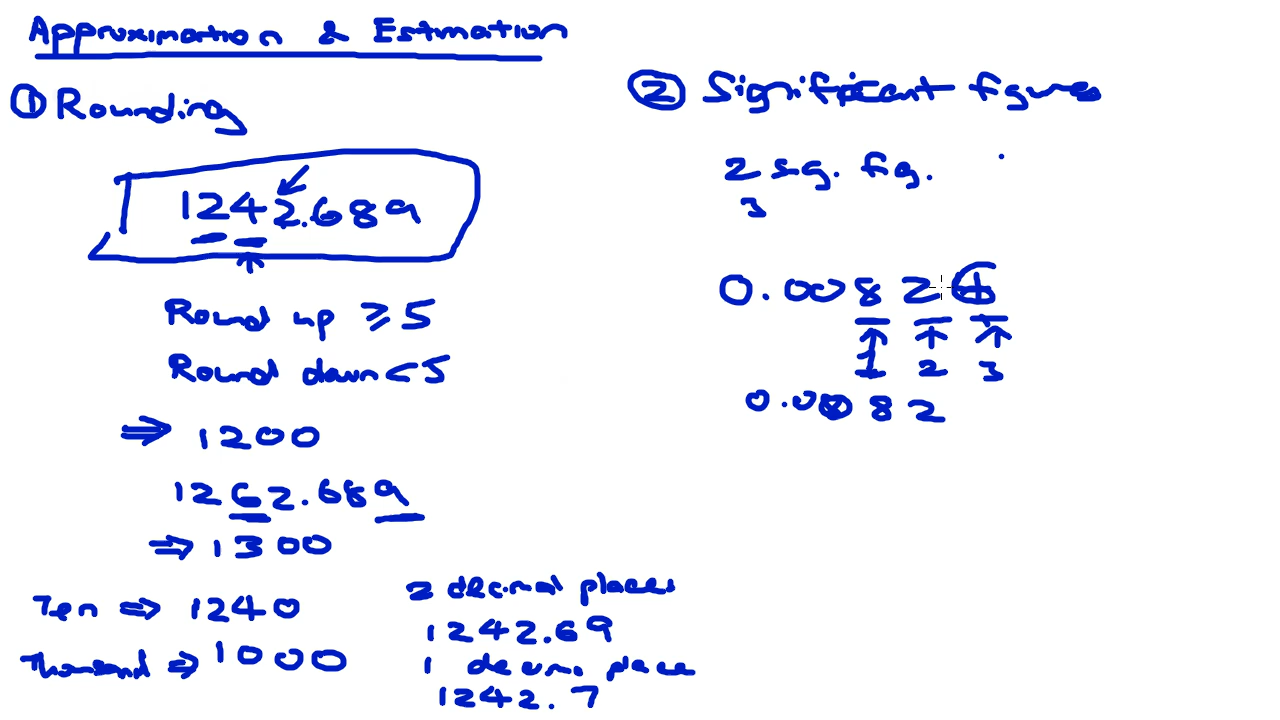 Approximation & Estimation
① Rounding
1242.689
Round up ≥ 5
Round down < 5
⇒ 1200
1262.689
⇒ 1300
Ten ⇒ 1240
Thousand ⇒ 1000
2 decimal places
1242.69
1 decim. place
1242.7
② Significant figures
2 sig. fig.
3
0.0082
1 2 3
0.0082